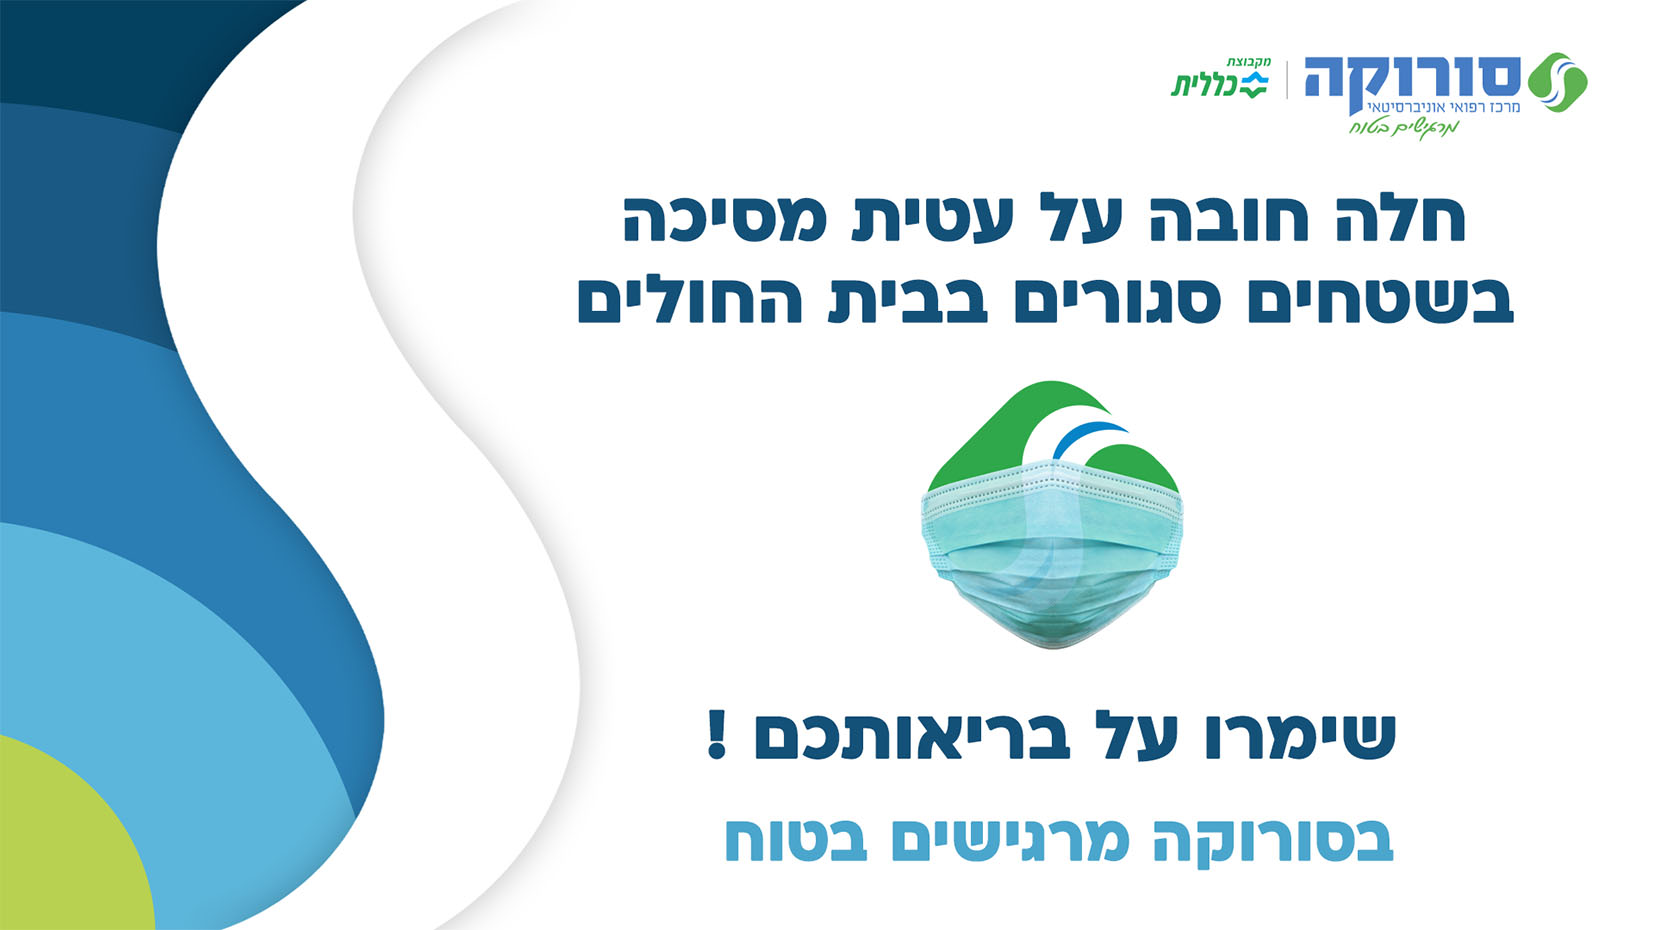 סורוקה
מרכז רפואי אוניברסיטאי
מרגישים בטוח
מקבוצת
כללית
חלה חובה על עטית מסיכה
בשטחים סגורים בבית החולים
שימרו על בריאותכם !
בסורוקה מרגישים בטוח